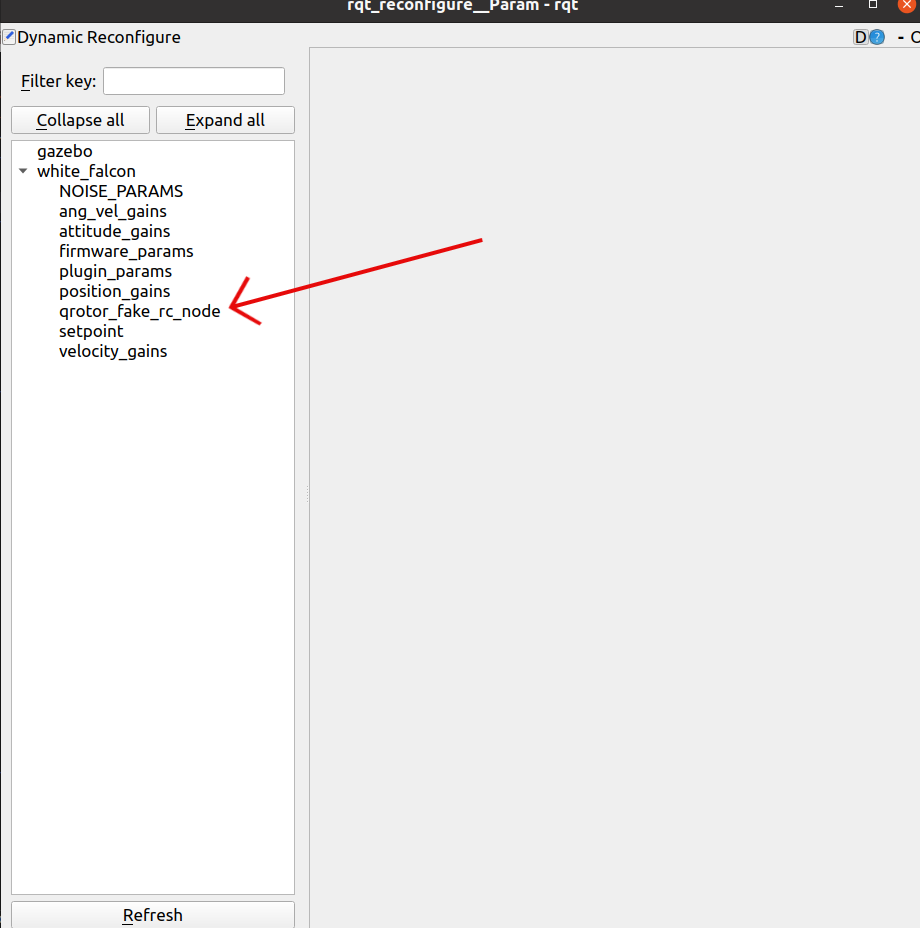 rqt_reconfigure__Param - rqt
Dynamic Reconfigure
D ? - O
Filter key:
Collapse all Expand all
gazebo
white_falcon
NOISE_PARAMS
ang_vel_gains
attitude_gains
firmware_params
plugin_params
position_gains
qrotor_fake_rc_node
setpoint
velocity_gains
Refresh